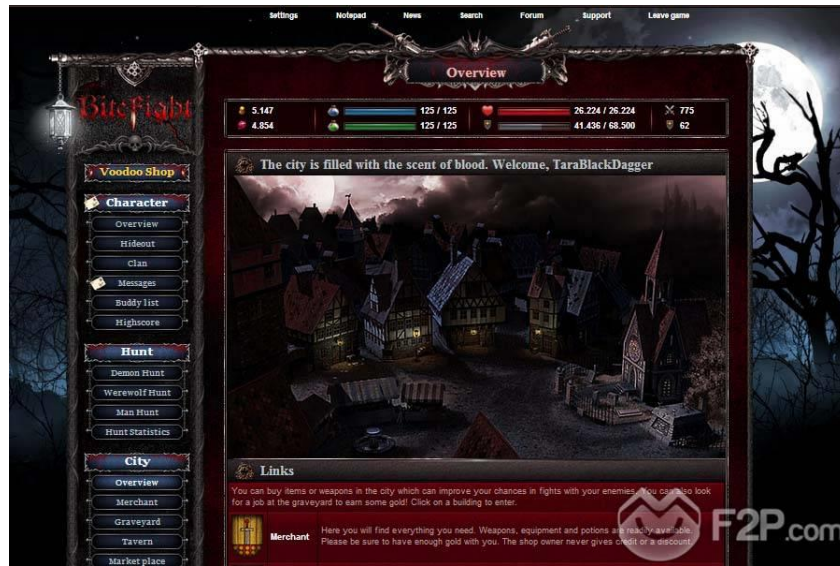 Settings Notepad News Search Forum Support Leave game
Overview
BiteFight
5.147 125 / 125 26.224 / 26.224 775
4.854 125 / 125 41.436 / 68.500 62
Voodoo Shop
Character
Overview
Hideout
Clan
Messages
Buddy list
Highscore
Hunt
Demon Hunt
Werewolf Hunt
Man Hunt
Hunt Statistics
City
Overview
Merchant
Graveyard
Tavern
Market place
The city is filled with the scent of blood. Welcome, TaraBlackDagger
Links
You can buy items or weapons in the city which can improve your chances in fights with your enemies. You can also look
for a job at the graveyard to earn some gold! Click on a building to enter.
Merchant
Here you will find everything you need. Weapons, equipment and potions are readily available.
Please be sure to have enough gold with you. The shop owner never gives credit or a discount.
F2P.com